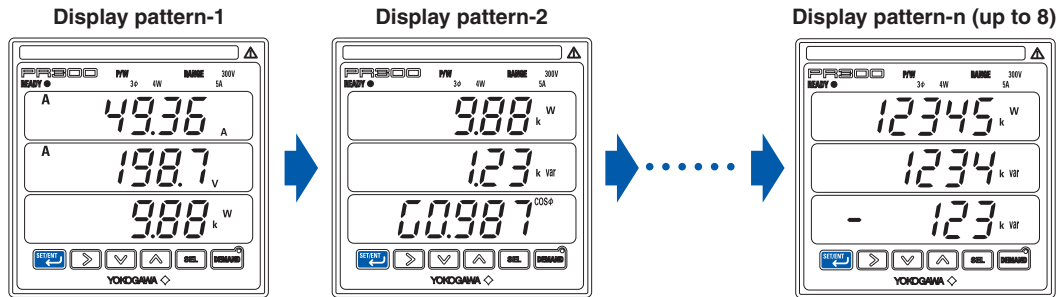 Display pattern-1
PR300 P/W RANGE 300V
READY 3φ 4W 5A
A 49.36 A
A 198.7 V
9.88 k W
SET/ENT SEL DEMAND
YOKOGAWA
Display pattern-2
PR300 P/W RANGE 300V
READY 3φ 4W 5A
9.88 k W
1.23 k var
G0.987 COSφ
SET/ENT SEL DEMAND
YOKOGAWA
Display pattern-n (up to 8)
PR300 P/W RANGE 300V
READY 3φ 4W 5A
12345 k W
1234 k var
- 123 k var
SET/ENT SEL DEMAND
YOKOGAWA